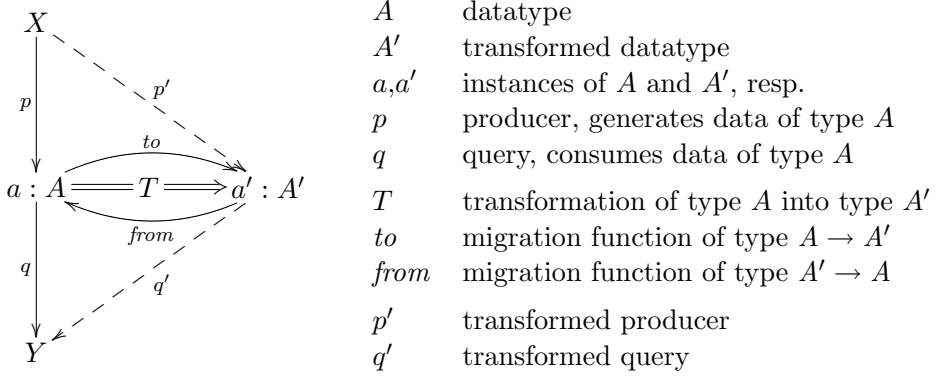 X
p
p′
to
a : A T a′ : A′
from
q
q′
Y
A datatype
A′ transformed datatype
a,a′ instances of A and A′, resp.
p producer, generates data of type A
q query, consumes data of type A
T transformation of type A into type A′
to migration function of type A → A′
from migration function of type A′ → A
p′ transformed producer
q′ transformed query